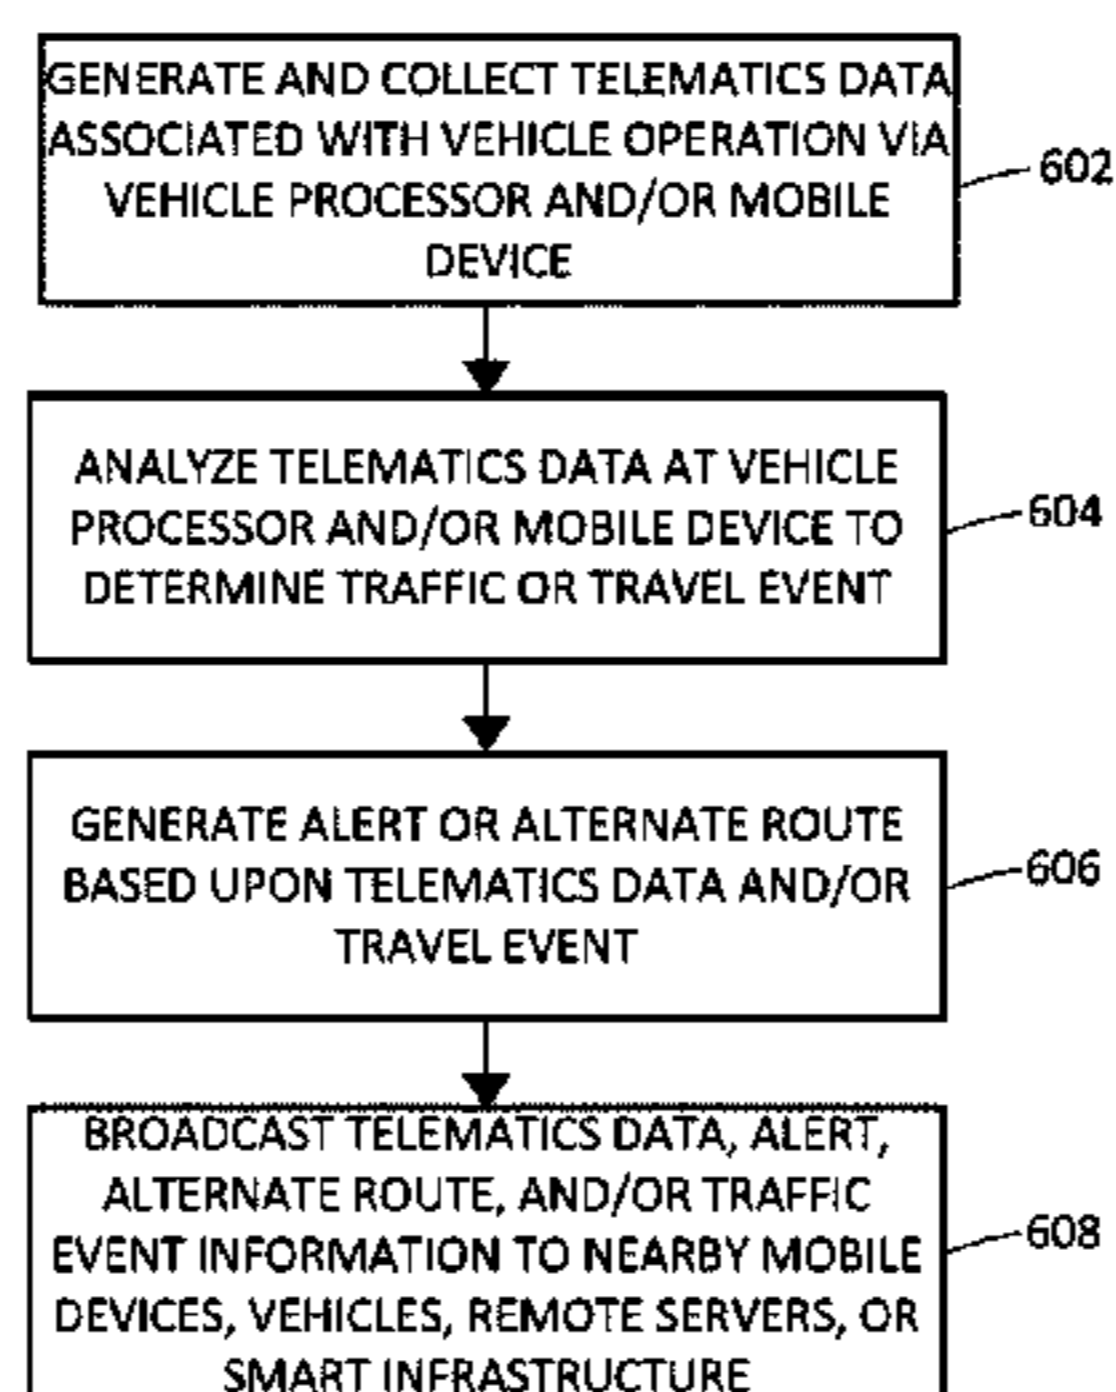 GENERATE AND COLLECT TELEMATICS DATA
ASSOCIATED WITH VEHICLE OPERATION VIA
VEHICLE PROCESSOR AND/OR MOBILE
DEVICE
602
ANALYZE TELEMATICS DATA AT VEHICLE
PROCESSOR AND/OR MOBILE DEVICE TO
DETERMINE TRAFFIC OR TRAVEL EVENT
604
GENERATE ALERT OR ALTERNATE ROUTE
BASED UPON TELEMATICS DATA AND/OR
TRAVEL EVENT
606
BROADCAST TELEMATICS DATA, ALERT,
ALTERNATE ROUTE, AND/OR TRAFFIC
EVENT INFORMATION TO NEARBY MOBILE
DEVICES, VEHICLES, REMOTE SERVERS, OR
SMART INFRASTRUCTURE
608